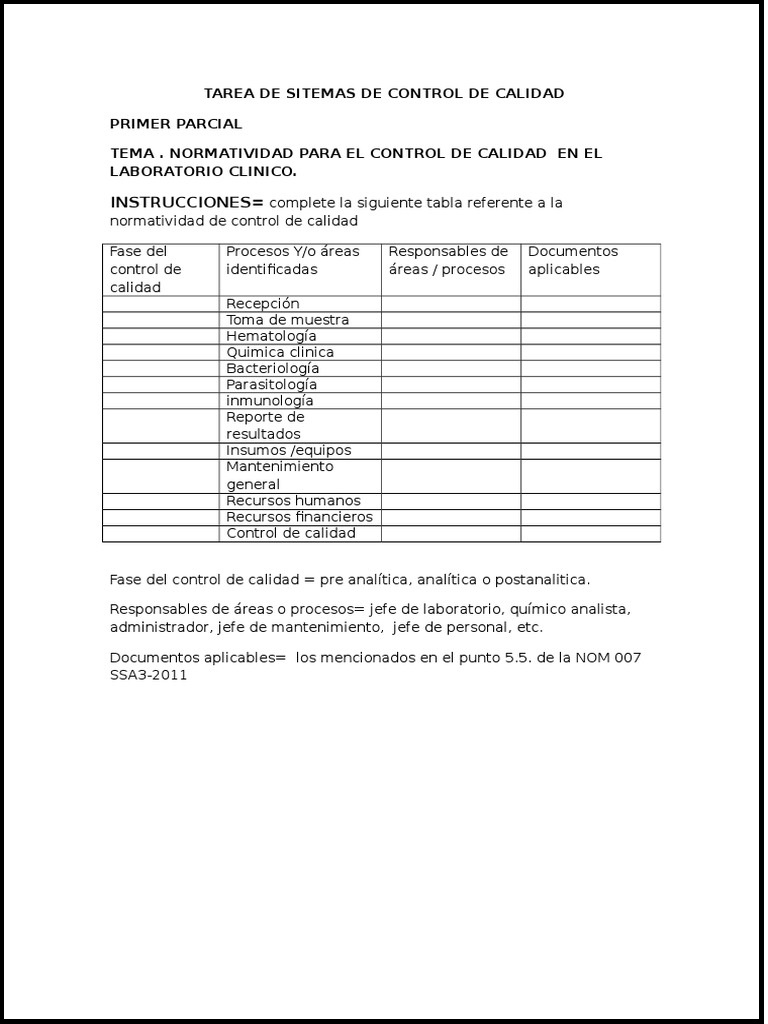 TAREA DE SITEMAS DE CONTROL DE CALIDAD
PRIMER PARCIAL
TEMA . NORMATIVIDAD PARA EL CONTROL DE CALIDAD EN EL
LABORATORIO CLINICO.
INSTRUCCIONES= complete la siguiente tabla referente a la
normatividad de control de calidad
Fase del control de calidad
Procesos Y/o áreas identificadas
Responsables de áreas / procesos
Documentos aplicables
Recepción
Toma de muestra
Hematología
Quimica clinica
Bacteriología
Parasitología
inmunología
Reporte de
resultados
Insumos /equipos
Mantenimiento
general
Recursos humanos
Recursos financieros
Control de calidad
Fase del control de calidad = pre analítica, analítica o postanalitica.
Responsables de áreas o procesos= jefe de laboratorio, químico analista,
administrador, jefe de mantenimiento, jefe de personal, etc.
Documentos aplicables= los mencionados en el punto 5.5. de la NOM 007
SSA3-2011